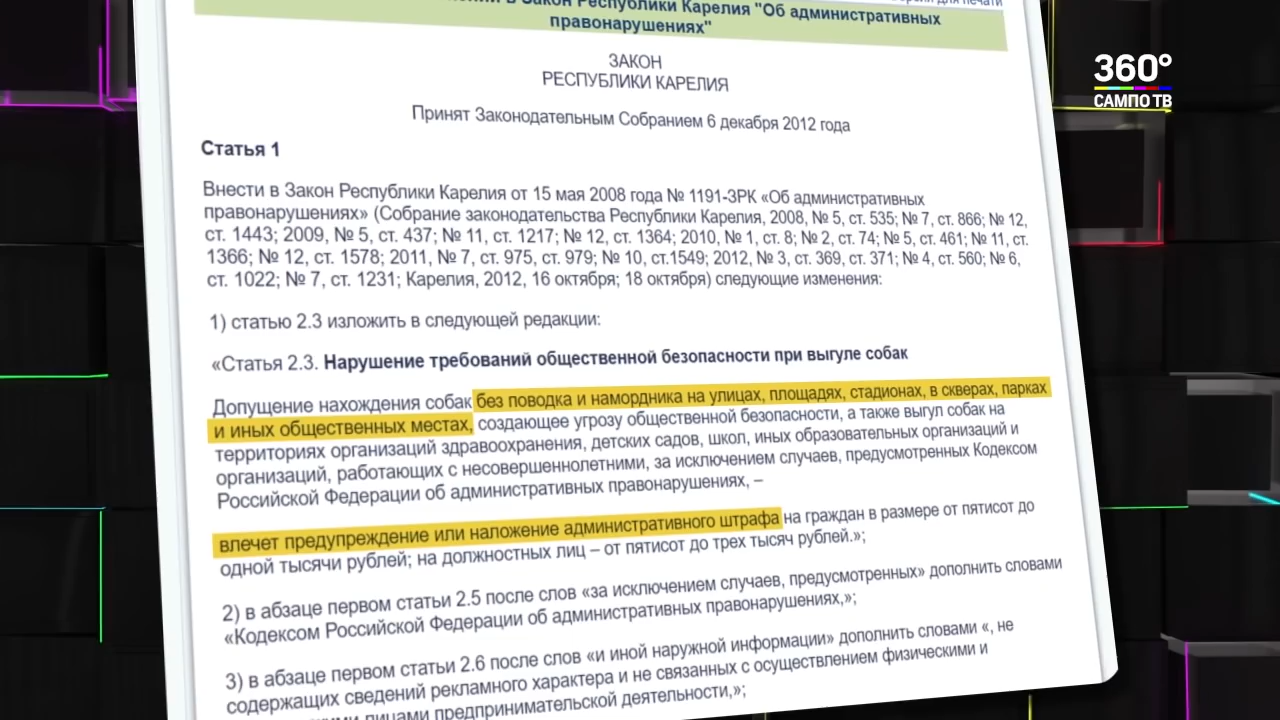 в Закон Республики Карелия "Об административных
правонарушениях"
ЗАКОН
РЕСПУБЛИКИ КАРЕЛИЯ
Принят Законодательным Собранием 6 декабря 2012 года
Статья 1
Внести в Закон Республики Карелия от 15 мая 2008 года № 1191-ЗРК «Об административных
правонарушениях» (Собрание законодательства Республики Карелия, 2008, № 5, ст. 535; № 7, ст. 866; № 12,
ст. 1443; 2009, № 5, ст. 437; № 11, ст. 1217; № 12, ст. 1364; 2010, № 1, ст. 8; № 2, ст. 74; № 5, ст. 461; № 11, ст.
1366; № 12, ст. 1578; 2011, № 7, ст. 975, ст. 979; № 10, ст.1549; 2012, № 3, ст. 369, ст. 371; № 4, ст. 560; № 6,
ст. 1022; № 7, ст. 1231; Карелия, 2012, 16 октября; 18 октября) следующие изменения:
1) статью 2.3 изложить в следующей редакции:
«Статья 2.3. Нарушение требований общественной безопасности при выгуле собак
Допущение нахождения собак без поводка и намордника на улицах, площадях, стадионах, в скверах, парках
и иных общественных местах, создающее угрозу общественной безопасности, а также выгул собак на
территориях организаций здравоохранения, детских садов, школ, иных образовательных организаций и
организаций, работающих с несовершеннолетними, за исключением случаев, предусмотренных Кодексом
Российской Федерации об административных правонарушениях, –
влечет предупреждение или наложение административного штрафа на граждан в размере от пятисот до
одной тысячи рублей; на должностных лиц – от пятисот до трех тысяч рублей.»;
2) в абзаце первом статьи 2.5 после слов «за исключением случаев, предусмотренных» дополнить словами
«Кодексом Российской Федерации об административных правонарушениях,»;
3) в абзаце первом статьи 2.6 после слов «и иной наружной информации» дополнить словами «, не
содержащих сведений рекламного характера и не связанных с осуществлением физическими и
лицами предпринимательской деятельности,»;
360°
САМПО ТВ